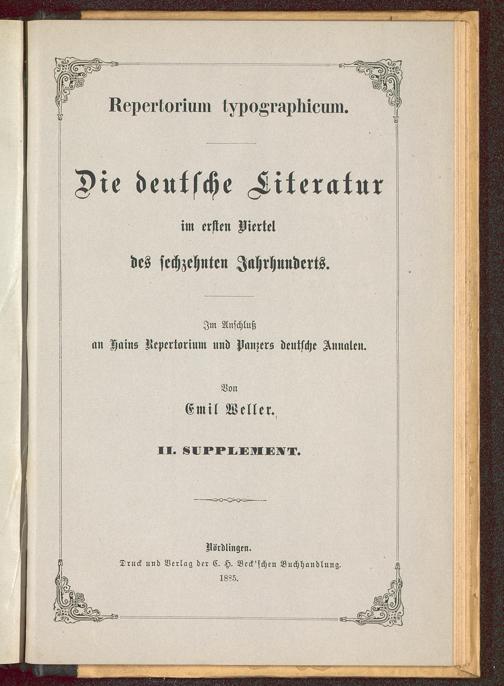 Repertorium typographicum.
Die deutſche Literatur
im erſten Viertel
des ſechzehnten Jahrhunderts.
Im Anſchluß
an Hains Repertorium und Panzers deutſche Annalen.
Von
Emil Weller.
II. SUPPLEMENT.
Nördlingen.
Druck und Verlag der C. H. Beck'ſchen Buchhandlung.
1885.